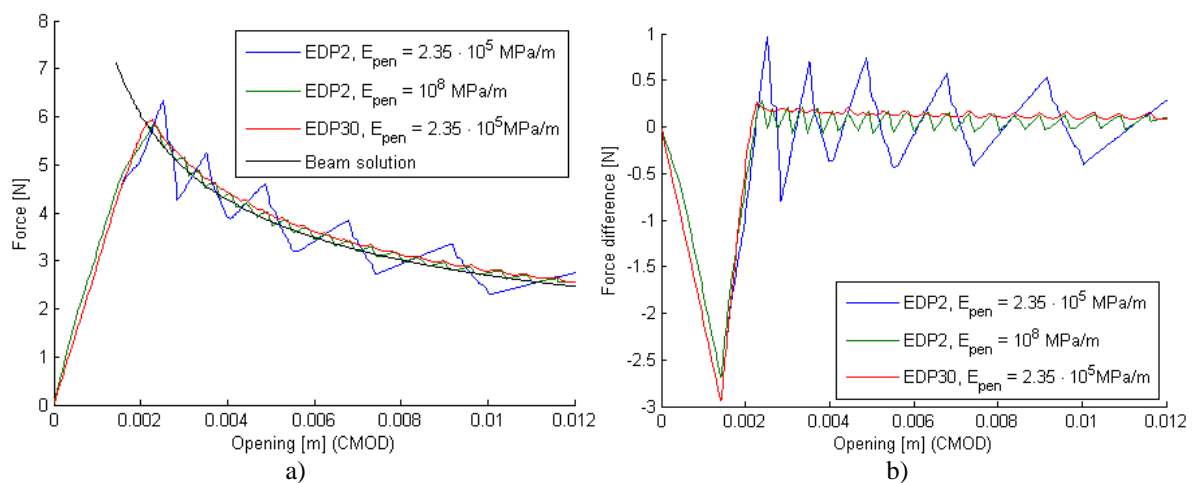 8
7
6
5
4
3
2
1
0
Force [N]
EDP2, E_pen = 2.35 · 10^5 MPa/m
EDP2, E_pen = 10^8 MPa/m
EDP30, E_pen = 2.35 · 10^5MPa/m
Beam solution
0 0.002 0.004 0.006 0.008 0.01 0.012
Opening [m] (CMOD)
a)
1
0.5
0
-0.5
-1
-1.5
-2
-2.5
-3
Force difference [N]
EDP2, E_pen = 2.35 · 10^5 MPa/m
EDP2, E_pen = 10^8 MPa/m
EDP30, E_pen = 2.35 · 10^5MPa/m
0 0.002 0.004 0.006 0.008 0.01 0.012
Opening [m] (CMOD)
b)